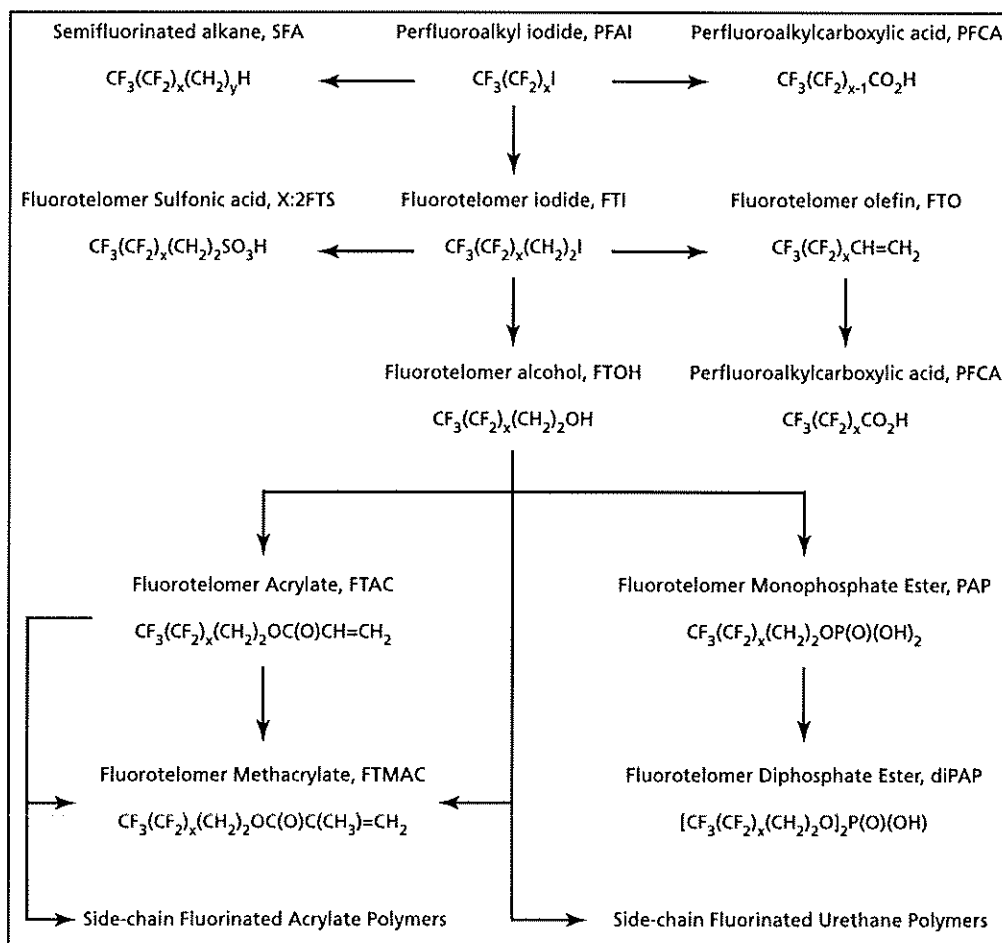 Semifluorinated alkane, SFA
CF₃(CF₂)ₓ(CH₂)ᵧH
Perfluoroalkyl iodide, PFAI
CF₃(CF₂)ₓI
Perfluoroalkylcarboxylic acid, PFCA
CF₃(CF₂)ₓ₋₁CO₂H
Fluorotelomer Sulfonic acid, X:2FTS
CF₃(CF₂)ₓ(CH₂)₂SO₃H
Fluorotelomer iodide, FTI
CF₃(CF₂)ₓ(CH₂)₂I
Fluorotelomer olefin, FTO
CF₃(CF₂)ₓCH=CH₂
Fluorotelomer alcohol, FTOH
CF₃(CF₂)ₓ(CH₂)₂OH
Perfluoroalkylcarboxylic acid, PFCA
CF₃(CF₂)ₓCO₂H
Fluorotelomer Acrylate, FTAC
CF₃(CF₂)ₓ(CH₂)₂OC(O)CH=CH₂
Fluorotelomer Monophosphate Ester, PAP
CF₃(CF₂)ₓ(CH₂)₂OP(O)(OH)₂
Fluorotelomer Methacrylate, FTMAC
CF₃(CF₂)ₓ(CH₂)₂OC(O)C(CH₃)=CH₂
Fluorotelomer Diphosphate Ester, diPAP
[CF₃(CF₂)ₓ(CH₂)₂O]₂P(O)(OH)
Side-chain Fluorinated Acrylate Polymers
Side-chain Fluorinated Urethane Polymers